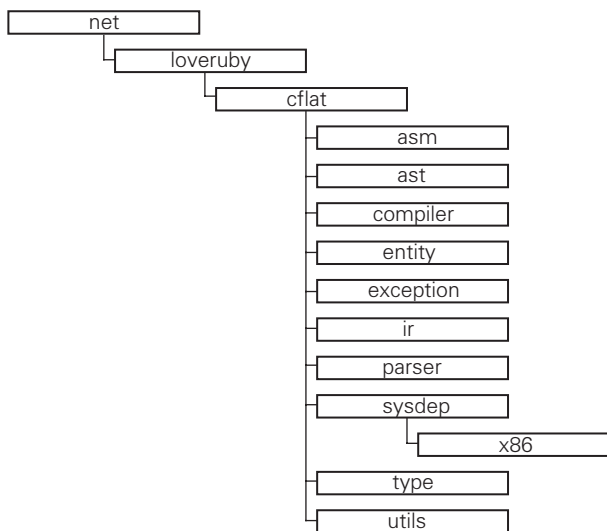 net
loveruby
cflat
asm
ast
compiler
entity
exception
ir
parser
sysdep
x86
type
utils